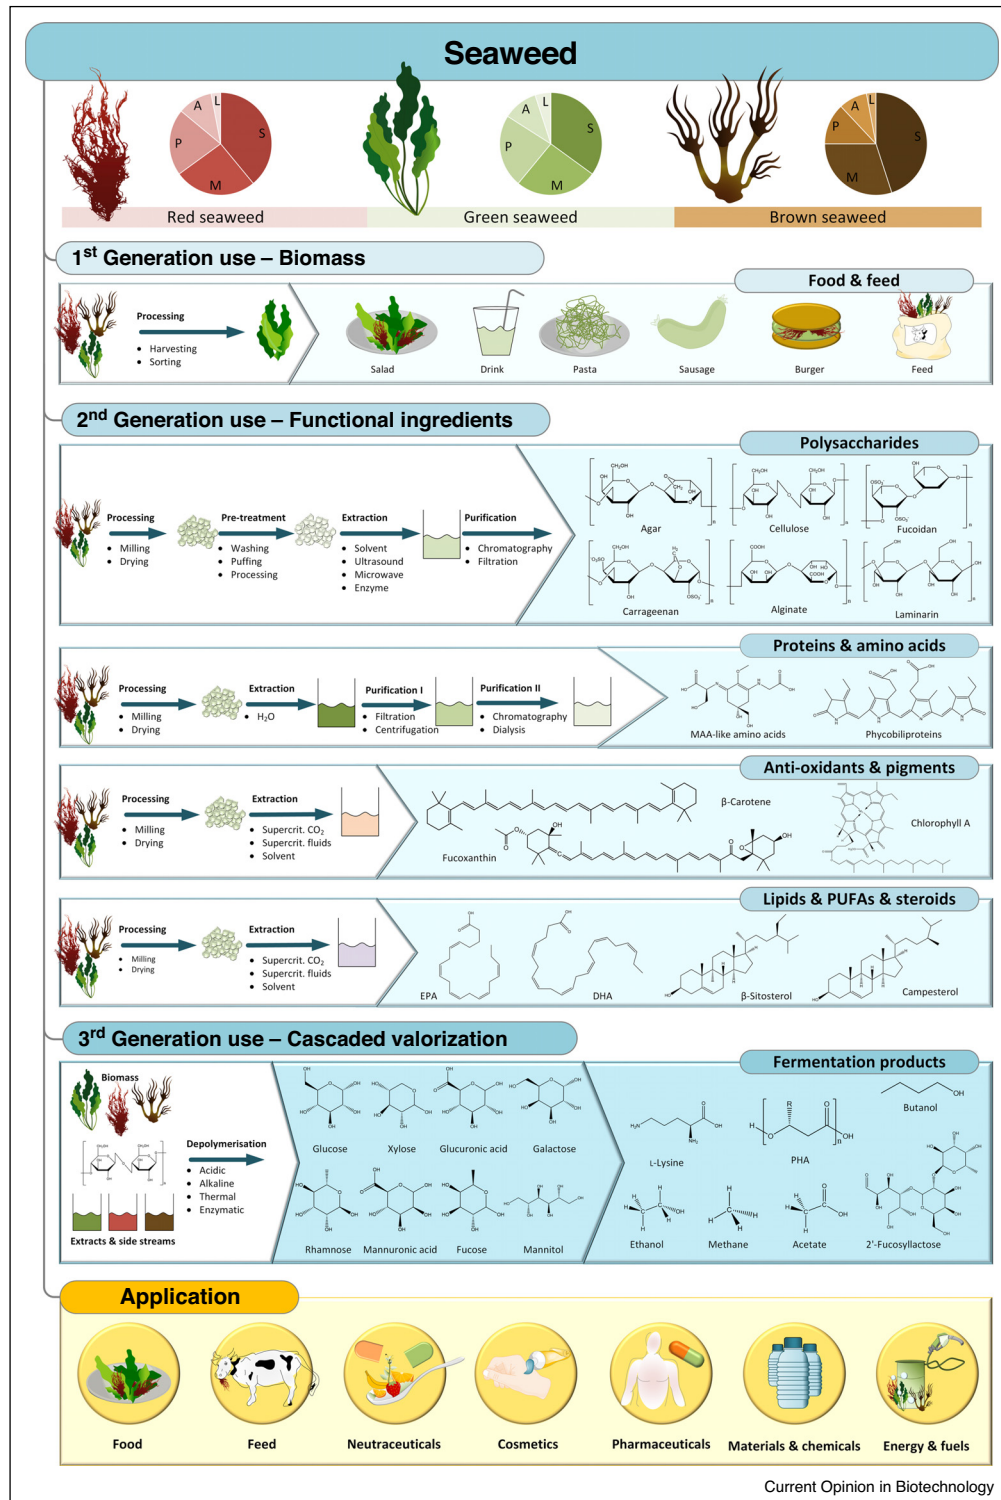 Seaweed
S
M
P
A
L
S
M
P
A
L
S
M
P
A
L
Red seaweed
Green seaweed
Brown seaweed
1st Generation use – Biomass
Food & feed
Processing
• Harvesting
• Sorting
Salad
Drink
Pasta
Sausage
Burger
Feed
2nd Generation use – Functional ingredients
Polysaccharides
Processing
• Milling
• Drying
Pre-treatment
• Washing
• Puffing
• Processing
Extraction
• Solvent
• Ultrasound
• Microwave
• Enzyme
Purification
• Chromatography
• Filtration
Agar
Cellulose
Fucoidan
Carrageenan
Alginate
Laminarin
Proteins & amino acids
Processing
• Milling
• Drying
Extraction
• H2O
Purification I
• Filtration
• Centrifugation
Purification II
• Chromatography
• Dialysis
MAA-like amino acids
Phycobiliproteins
Anti-oxidants & pigments
Processing
• Milling
• Drying
Extraction
• Supercrit. CO2
• Supercrit. fluids
• Solvent
β-Carotene
Fucoxanthin
Chlorophyll A
Lipids & PUFAs & steroids
Processing
• Milling
• Drying
Extraction
• Supercrit. CO2
• Supercrit. fluids
• Solvent
EPA
DHA
β-Sitosterol
Campesterol
3rd Generation use – Cascaded valorization
Fermentation products
Biomass
Depolymerisation
• Acidic
• Alkaline
• Thermal
• Enzymatic
Extracts & side streams
Glucose
Xylose
Glucuronic acid
Galactose
Rhamnose
Mannuronic acid
Fucose
Mannitol
L-Lysine
PHA
Butanol
Ethanol
Methane
Acetate
2'-Fucosyllactose
Application
Food
Feed
Neutraceuticals
Cosmetics
Pharmaceuticals
Materials & chemicals
Energy & fuels
Current Opinion in Biotechnology